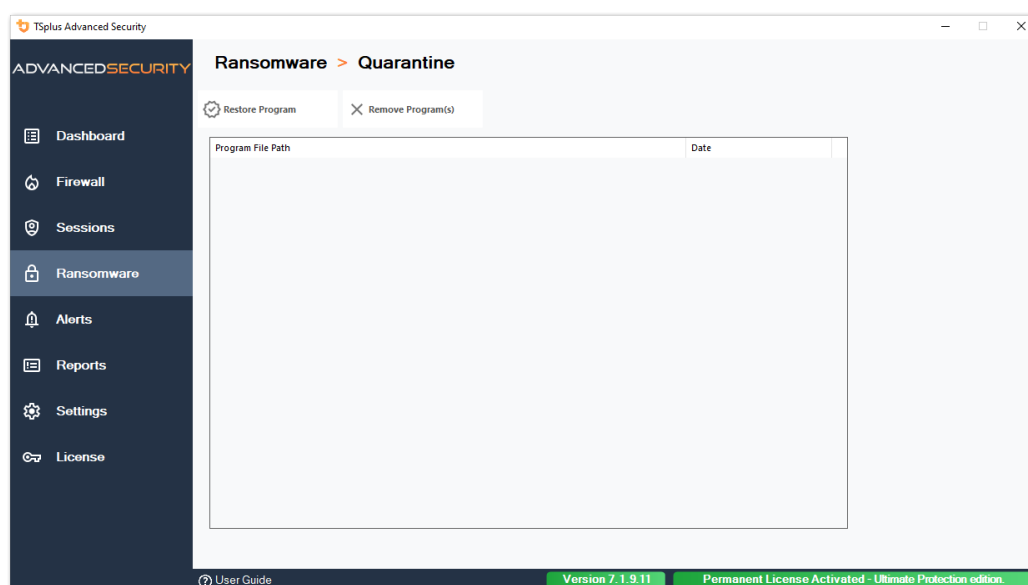 TSplus Advanced Security
ADVANCEDSECURITY
Ransomware > Quarantine
Restore Program
Remove Program(s)
Dashboard
Firewall
Sessions
Ransomware
Alerts
Reports
Settings
License
Program File Path
Date
User Guide
Version 7.1.9.11
Permanent License Activated - Ultimate Protection edition.